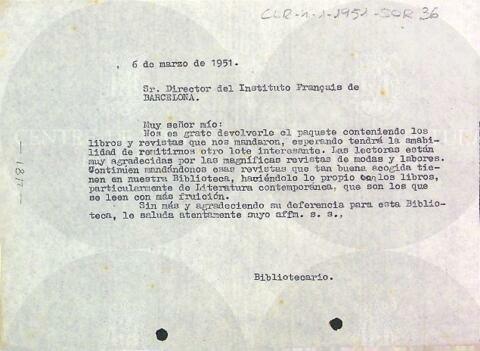 CLR-n-1-1951-SOR 36
6 de marzo de 1951.
Sr. Director del Instituto Français de
BARCELONA.
Muy señor mío:
Nos es grato devolverle el paquete conteniendo los
libros y revistas que nos mandaron, esperando tendrá la amabi-
lidad de remitirnos otro lote interesante. Las lectoras están
muy agradecidas por las magníficas revistas de modas y labores.
Continúen mandándonos esas revistas que tan buena acogida tie-
nen en nuestra Biblioteca, haciéndolo lo propio con los libros,
particularmente de Literatura contemporánea, que son los que
se leen con más fruición.
Sin más y agradeciendo su deferencia para esta Biblio-
teca, le saluda atentamente suyo affm. s. s.,
Bibliotecario.